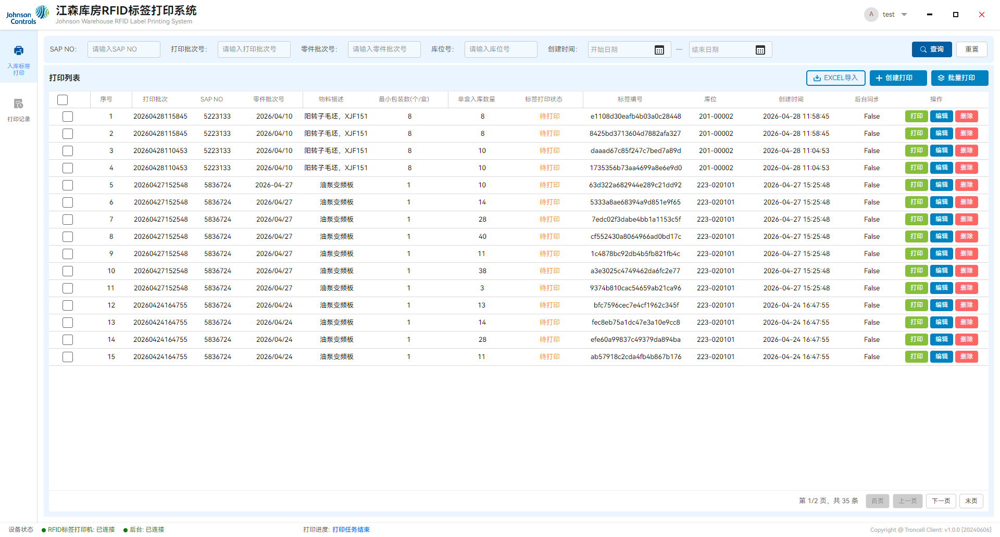 Johnson Controls
江森库房RFID标签打印系统
Johnson Warehouse RFID Label Printing System
A test
入库标签打印
打印记录
SAP NO: 请输入SAP NO 打印批次号: 请输入打印批次号 零件批次号: 请输入零件批次号 库位号: 请输入库位号 创建时间: 开始日期 — 结束日期 查询 重置
打印列表 EXCEL导入 创建打印 批量打印
序号 打印批次 SAP NO 零件批次号 物料描述 最小包装数(个/盒) 单盒入库数量 标签打印状态 标签编号 库位 创建时间 后台同步 操作
1 20260428115845 5223133 2026/04/10 阳转子毛坯，XJF151 8 8 待打印 e1108d30eafb4b03a0c28448 201-00002 2026-04-28 11:58:45 False 打印 编辑 删除
2 20260428115845 5223133 2026/04/10 阳转子毛坯，XJF151 8 8 待打印 8425bd3713604d7882afa327 201-00002 2026-04-28 11:58:45 False 打印 编辑 删除
3 20260428110453 5223133 2026/04/10 阳转子毛坯，XJF151 8 10 待打印 daaad67c85f247c7bed7a89d 201-00002 2026-04-28 11:04:53 False 打印 编辑 删除
4 20260428110453 5223133 2026/04/10 阳转子毛坯，XJF151 8 10 待打印 1735356b73aa4699a8e6e9d0 201-00002 2026-04-28 11:04:53 False 打印 编辑 删除
5 20260427152548 5836724 2026-04-27 油泵变频板 1 10 待打印 63d322a682944e289c21dd92 223-020101 2026-04-27 15:25:48 False 打印 编辑 删除
6 20260427152548 5836724 2026/04/27 油泵变频板 1 14 待打印 5333a8ae68394a9d851e9f65 223-020101 2026-04-27 15:25:48 False 打印 编辑 删除
7 20260427152548 5836724 2026/04/27 油泵变频板 1 28 待打印 7edc02f3dabe4bb1a1153c5f 223-020101 2026-04-27 15:25:48 False 打印 编辑 删除
8 20260427152548 5836724 2026/04/27 油泵变频板 1 40 待打印 cf552430a8064966ad0bd17c 223-020101 2026-04-27 15:25:48 False 打印 编辑 删除
9 20260427152548 5836724 2026/04/27 油泵变频板 1 11 待打印 1c4878bc92db4b5fb821fb4c 223-020101 2026-04-27 15:25:48 False 打印 编辑 删除
10 20260427152548 5836724 2026/04/27 油泵变频板 1 38 待打印 a3e3025c4749462da6fc2e77 223-020101 2026-04-27 15:25:48 False 打印 编辑 删除
11 20260427152548 5836724 2026/04/27 油泵变频板 1 3 待打印 9374b810cac54659ab21ca96 223-020101 2026-04-27 15:25:48 False 打印 编辑 删除
12 20260424164755 5836724 2026/04/24 油泵变频板 1 13 待打印 bfc7596cec7e4cf1962c345f 223-020101 2026-04-24 16:47:55 False 打印 编辑 删除
13 20260424164755 5836724 2026/04/24 油泵变频板 1 14 待打印 fec8eb75a1dc47e3a10e9cc8 223-020101 2026-04-24 16:47:55 False 打印 编辑 删除
14 20260424164755 5836724 2026/04/24 油泵变频板 1 28 待打印 efe60a99837c49379da894ba 223-020101 2026-04-24 16:47:55 False 打印 编辑 删除
15 20260424164755 5836724 2026/04/24 油泵变频板 1 11 待打印 ab57918c2cda4fb4b867b176 223-020101 2026-04-24 16:47:55 False 打印 编辑 删除
第 1/2 页，共 35 条 首页 上一页 下一页 末页
设备状态 RFID标签打印机: 已连接 后台: 已连接 打印进度: 打印任务结束 Copyright @ Troncell Client: v1.0.0 [20240606]